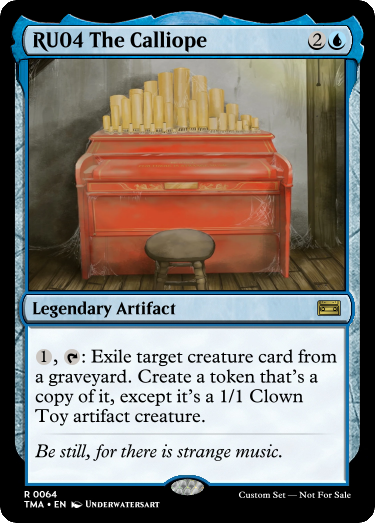 RU04 The Calliope 2
Legendary Artifact
1, : Exile target creature card from
a graveyard. Create a token that's a
copy of it, except it's a 1/1 Clown
Toy artifact creature.
Be still, for there is strange music.
R 0064
TMA • EN Underwatersart
Custom Set — Not For Sale